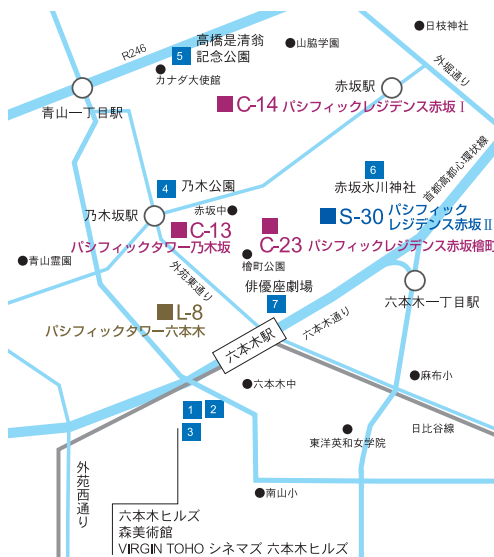 日枝神社
高橋是清翁
記念公園
5
山脇学園
R246
カナダ大使館
外堀通り
赤坂駅
青山一丁目駅
C-14 パシフィックレジデンス赤坂 I
首都高都心環状線
6
赤坂氷川神社
4
乃木公園
赤坂中
乃木坂駅
S-30 パシフィック
レジデンス赤坂 II
C-13
パシフィックタワー乃木坂
C-23 パシフィックレジデンス赤坂檜町
外苑東通り
青山霊園
檜町公園
俳優座劇場
7
六本木一丁目駅
L-8
パシフィックタワー六本木
六本木通り
六本木駅
麻布小
六本木中
1
2
3
日比谷線
東洋英和女学院
外苑西通り
南山小
六本木ヒルズ
森美術館
VIRGIN TOHO シネマズ 六本木ヒルズ